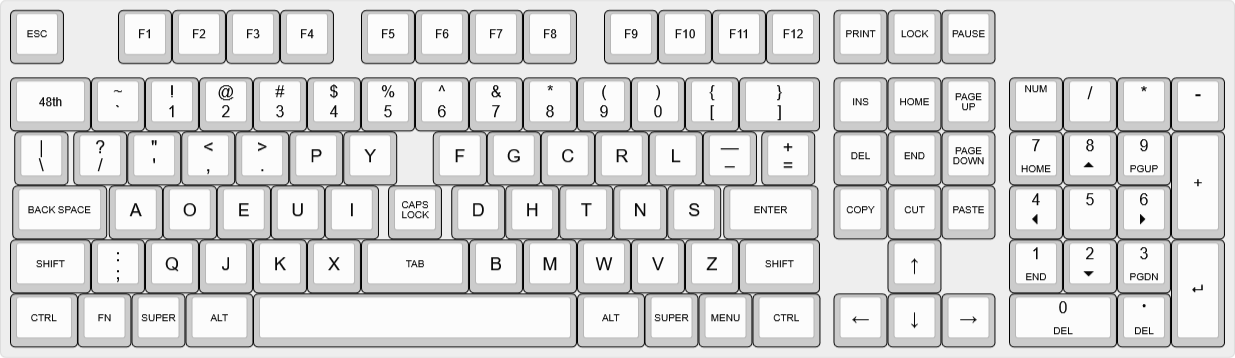 ESC F1 F2 F3 F4 F5 F6 F7 F8 F9 F10 F11 F12 PRINT LOCK PAUSE
48th ~ ` ! 1 @ 2 # 3 $ 4 % 5 ^ 6 & 7 * 8 ( 9 ) 0 { [ } ] INS HOME PAGE UP NUM / * -
| \ ? / " ' < , > . P Y F G C R L — – + = DEL END PAGE DOWN 7 HOME 8 ▲ 9 PGUP +
BACK SPACE A O E U I CAPS LOCK D H T N S ENTER COPY CUT PASTE 4 ◀ 5 6 ▶
SHIFT : ; Q J K X TAB B M W V Z SHIFT ↑ 1 END 2 ▼ 3 PGDN ↵
CTRL FN SUPER ALT ALT SUPER MENU CTRL ← ↓ → 0 DEL . DEL